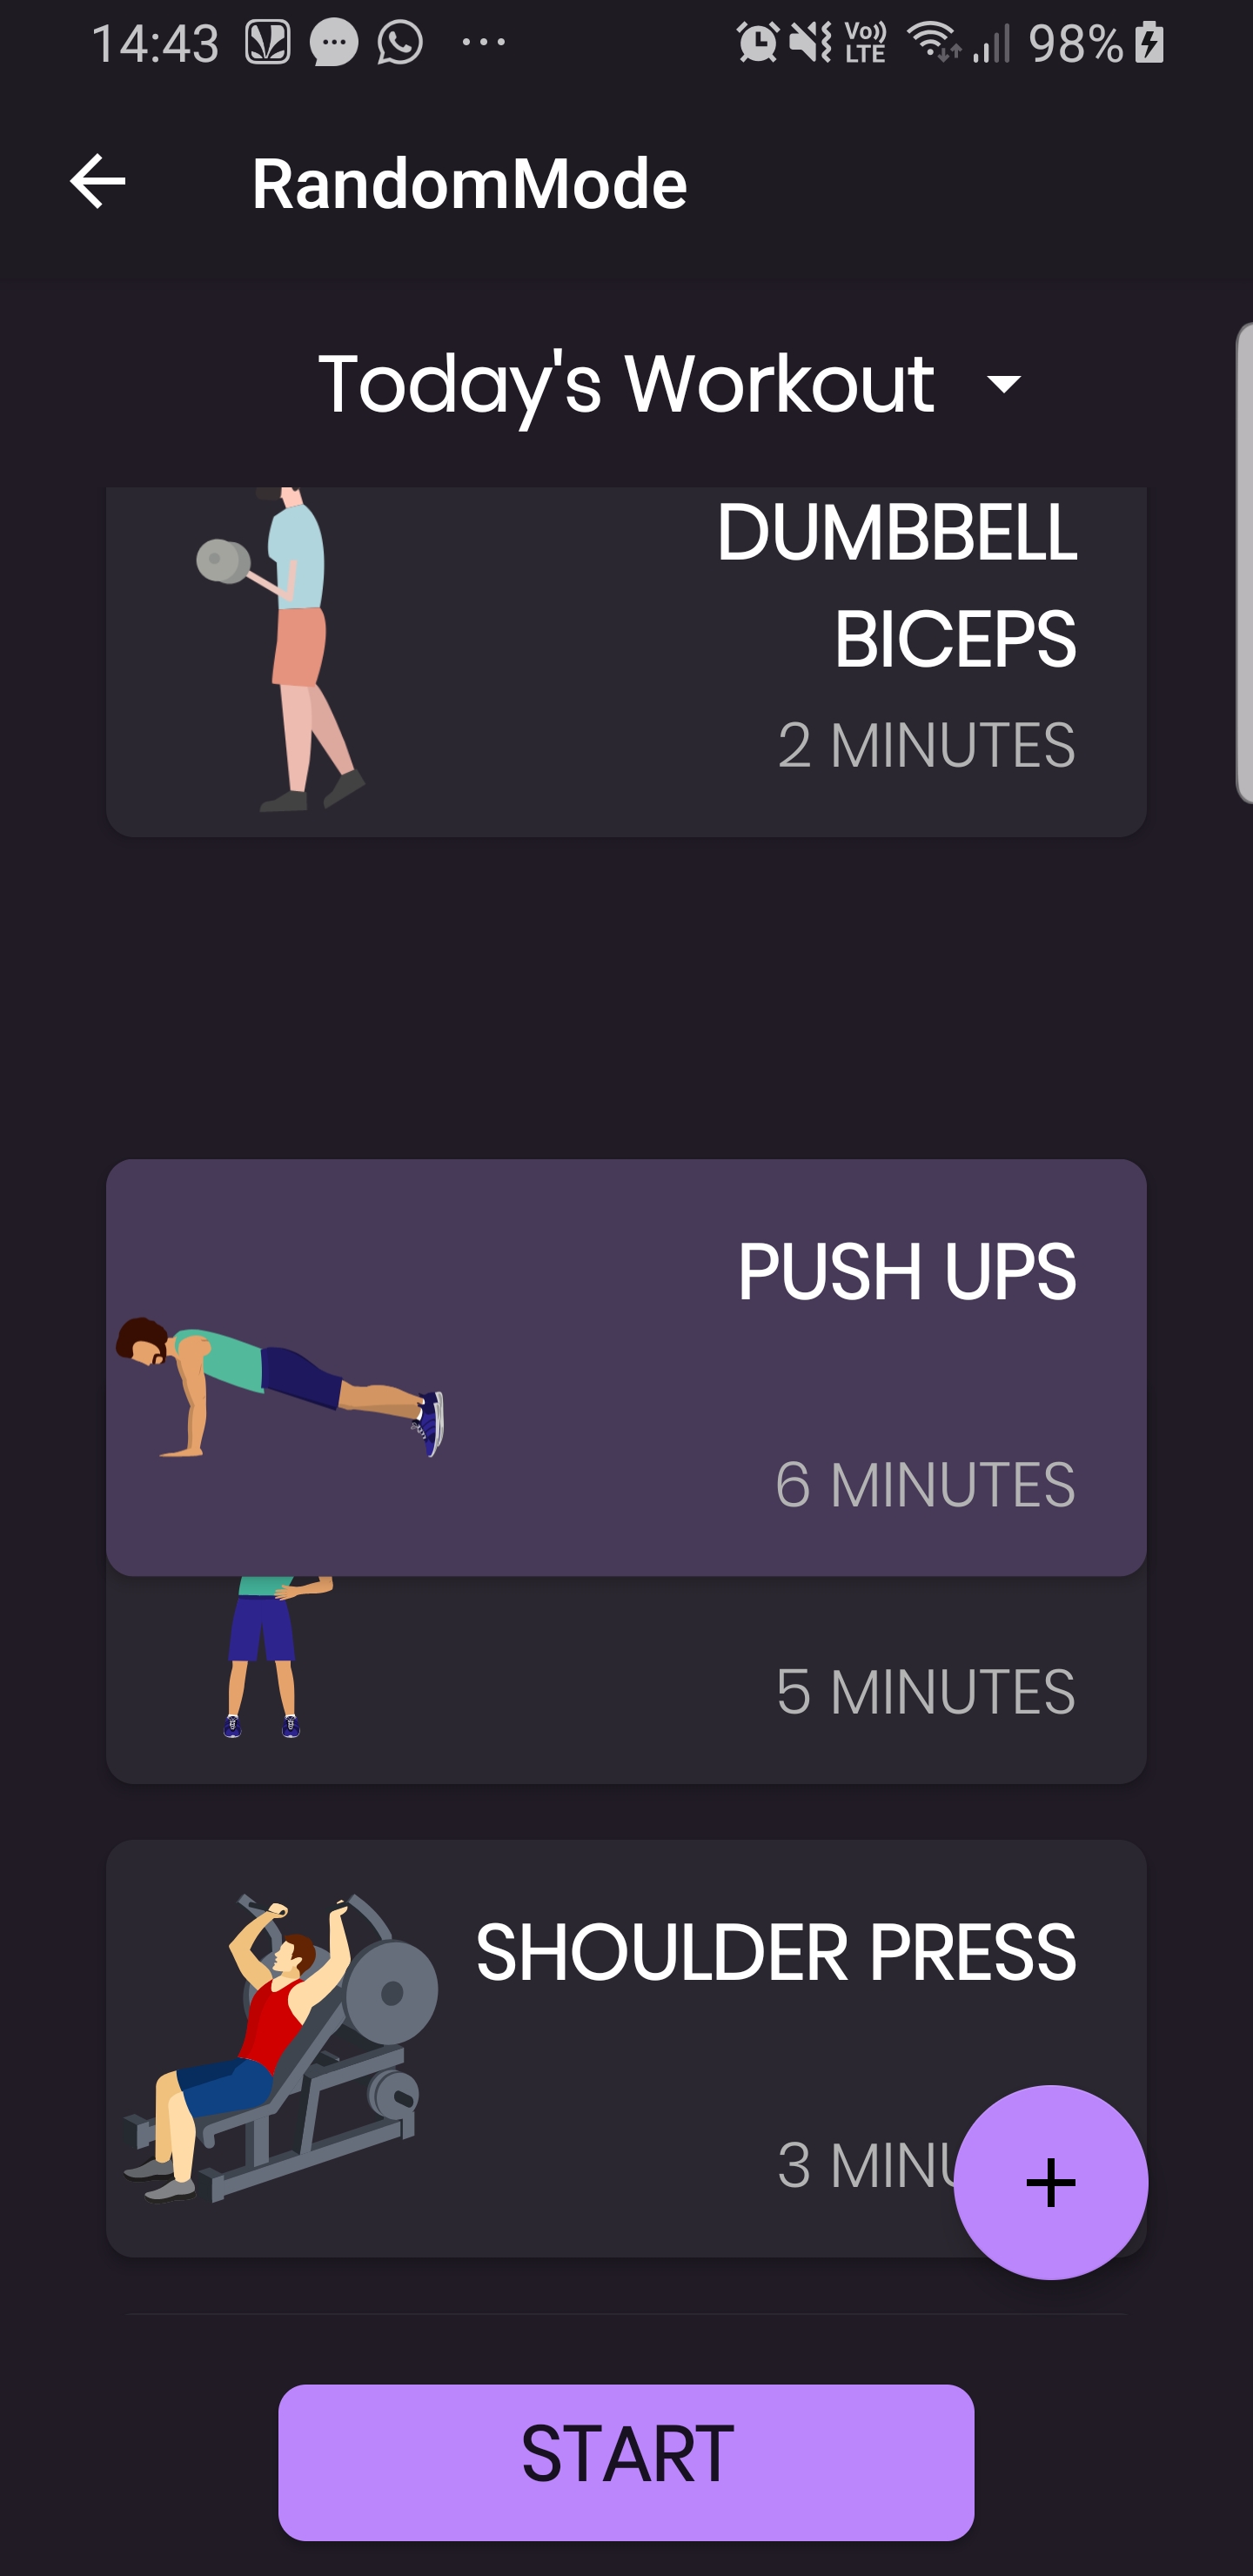 14:43
Vo)) LTE
98%
RandomMode
Today's Workout
DUMBBELL
BICEPS
2 MINUTES
PUSH UPS
6 MINUTES
5 MINUTES
SHOULDER PRESS
3 MINU
+
START